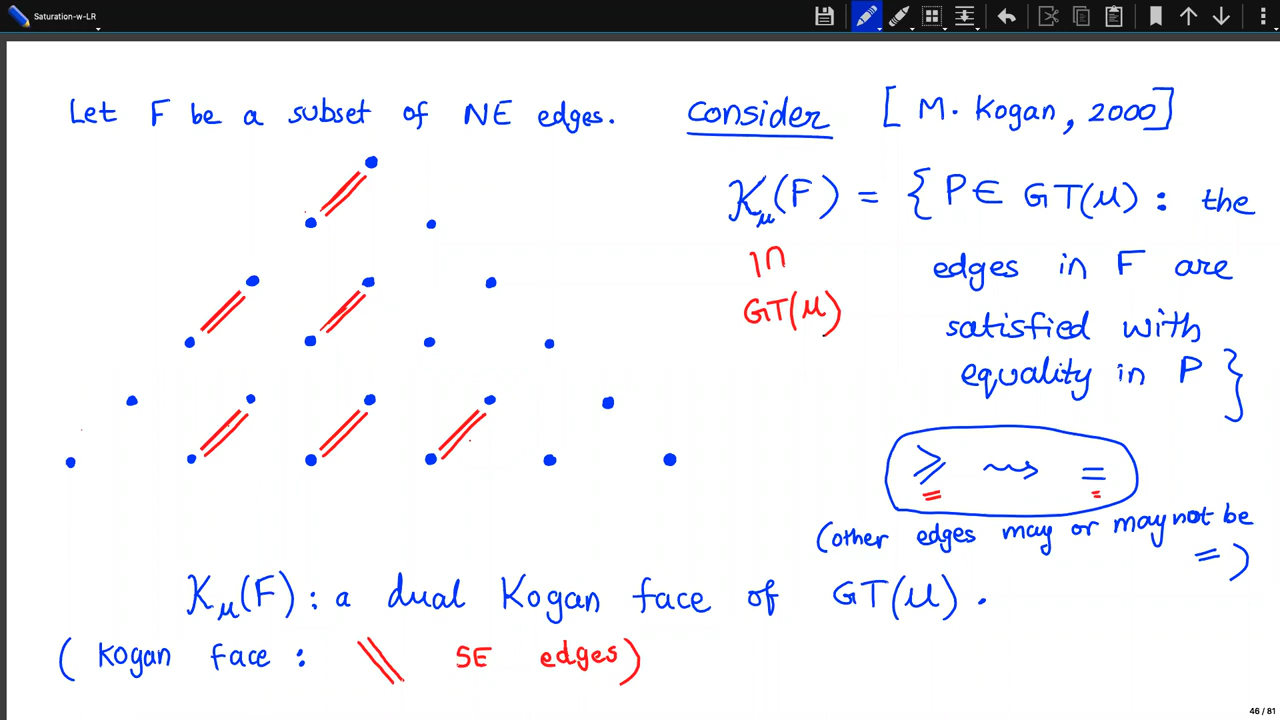 Saturation-w-LR
Let F be a subset of NE edges. Consider [M. Kogan, 2000]
𝒦μ(F) = { P ∈ GT(μ) : the
in
GT(μ)
edges in F are
satisfied with
equality in P }
≥ ⇝ =
(other edges may or may not be
=)
𝒦μ(F) : a dual Kogan face of GT(μ).
(Kogan face: \\ SE edges)
46 / 81